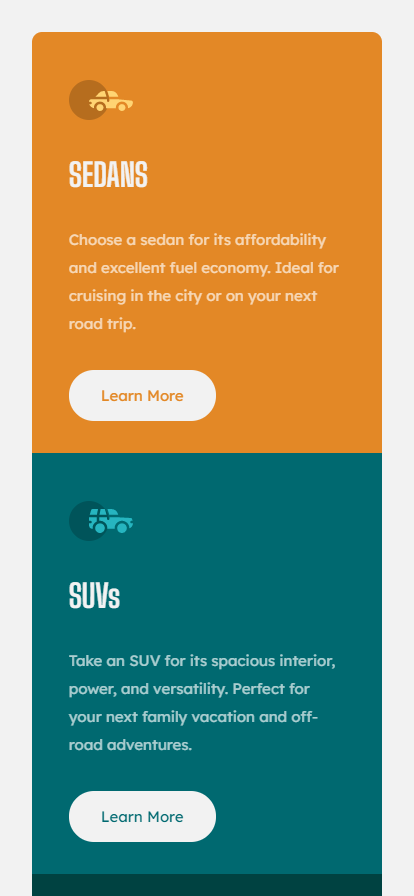 SEDANS
Choose a sedan for its affordability
and excellent fuel economy. Ideal for
cruising in the city or on your next
road trip.
Learn More
SUVs
Take an SUV for its spacious interior,
power, and versatility. Perfect for
your next family vacation and off-
road adventures.
Learn More